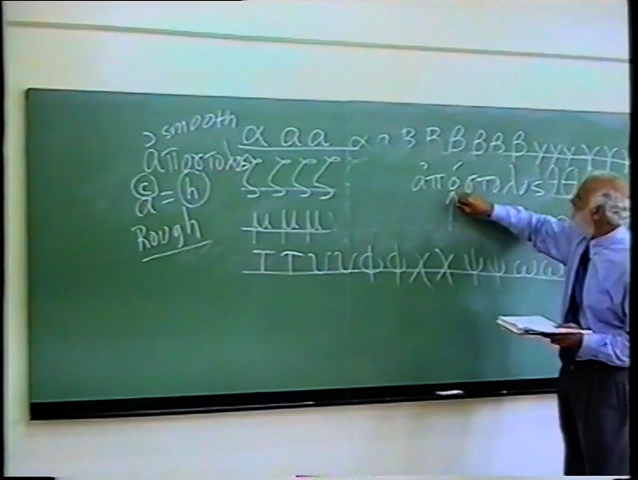 smooth α α α α β β β β β γ γ γ γ γ
ἀποστολος ζ ζ ζ ζ ἀπόστολος θ θ
ἁ = h
μ μ μ
Rough
τ τ υ υ φ φ χ χ ψ ψ ω ω